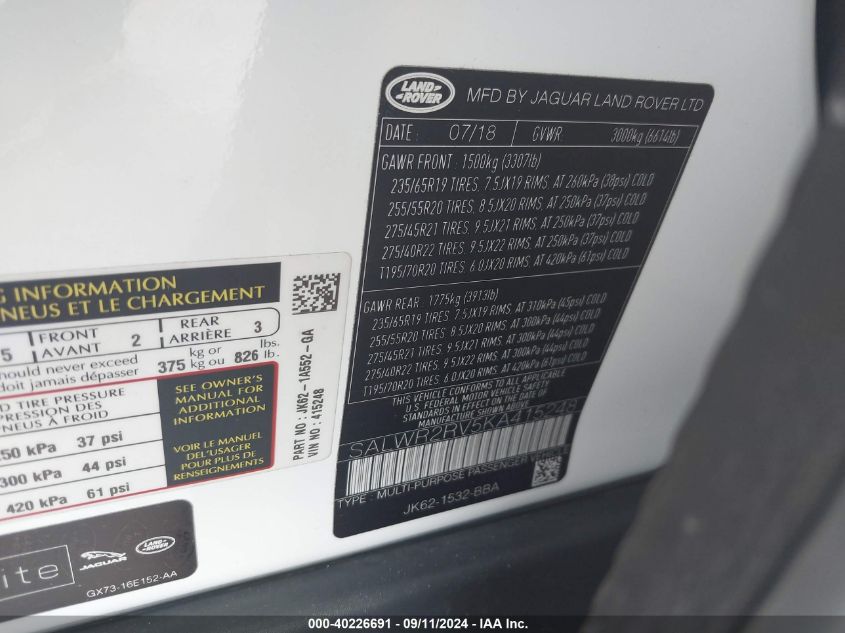 LAND ROVER
MFD BY JAGUAR LAND ROVER LTD
DATE : 07/18 GVWR: 3000kg (6614lb)
GAWR FRONT : 1500kg (3307lb)
235/65R19 TIRES, 7.5JX19 RIMS, AT 260kPa (38psi) COLD
255/55R20 TIRES, 8.5JX20 RIMS, AT 250kPa (37psi) COLD
275/45R21 TIRES, 9.5JX21 RIMS, AT 250kPa (37psi) COLD
275/40R22 TIRES, 9.5JX22 RIMS, AT 250kPa (37psi) COLD
T195/70R20 TIRES, 6.0JX20 RIMS, AT 420kPa (61psi) COLD
GAWR REAR : 1775kg (3913lb)
235/65R19 TIRES, 7.5JX19 RIMS, AT 310kPa (45psi) COLD
255/55R20 TIRES, 8.5JX20 RIMS, AT 300kPa (44psi) COLD
275/45R21 TIRES, 9.5JX21 RIMS, AT 300kPa (44psi) COLD
275/40R22 TIRES, 9.5JX22 RIMS, AT 300kPa (44psi) COLD
T195/70R20 TIRES, 6.0JX20 RIMS, AT 420kPa (61psi) COLD
THIS VEHICLE CONFORMS TO ALL APPLICABLE
U.S. FEDERAL MOTOR VEHICLE SAFETY
STANDARDS IN EFFECT ON THE DATE OF
MANUFACTURE SHOWN ABOVE.
SALWR2RV5KA415248
TYPE : MULTI-PURPOSE PASSENGER VEHICLE
JK62-1532-BBA
G INFORMATION
NEUS ET LE CHARGEMENT
5 FRONT AVANT 2 REAR ARRIÈRE 3
should never exceed
doit jamais dépasser 375 kg or kg ou 826 lbs. lb.
D TIRE PRESSURE
PRESSION DES
NEUS À FROID
250 kPa 37 psi
300 kPa 44 psi
420 kPa 61 psi
SEE OWNER'S
MANUAL FOR
ADDITIONAL
INFORMATION
VOIR LE MANUEL
DE L'USAGER
POUR PLUS DE
RENSEIGNEMENTS
PART NO: JK62-1A552-GA
VIN NO: 415248
ite JAGUAR LAND ROVER
GX73-16E152-AA
000-40226691 - 09/11/2024 - IAA Inc.